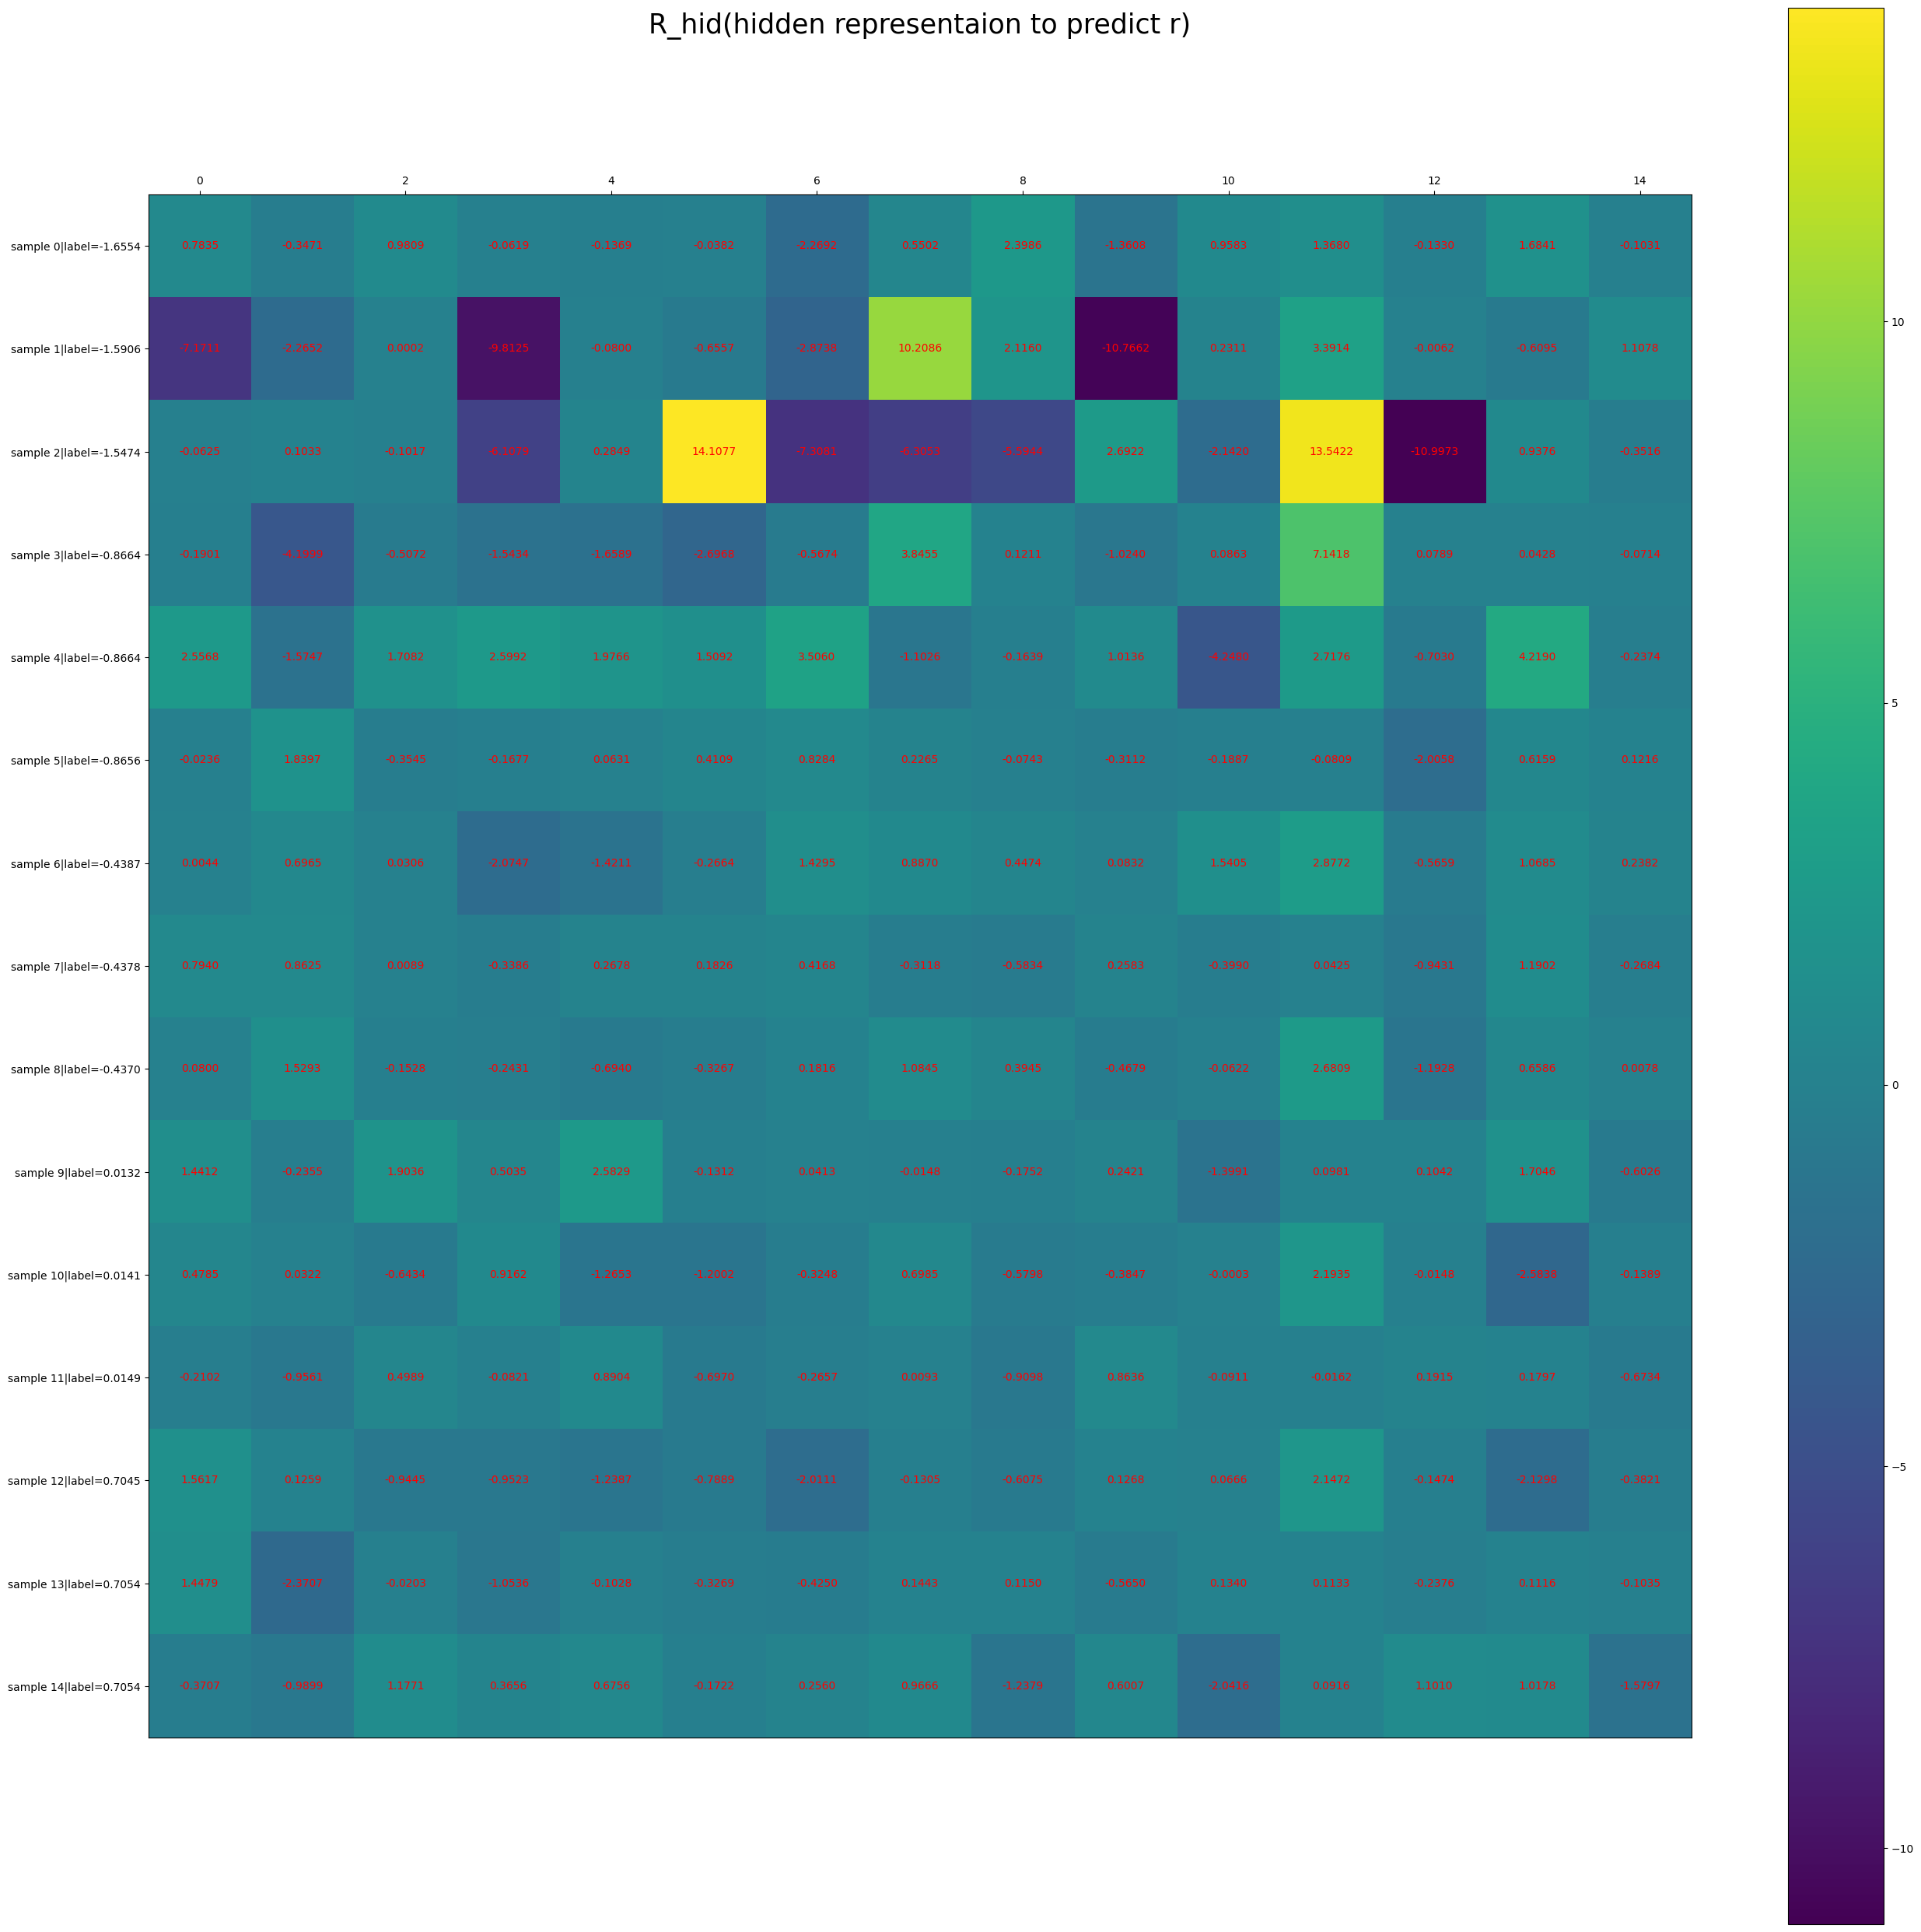 R_hid(hidden representaion to predict r)
0 2 4 6 8 10 12 14
sample 0|label=-1.6554 0.7835 -0.3471 0.9809 -0.0619 -0.1369 -0.0382 -2.2692 0.5502 2.3986 -1.3608 0.9583 1.3680 -0.1330 1.6841 -0.1031
sample 1|label=-1.5906 -7.1711 -2.2652 0.0002 -9.8125 -0.0800 -0.6557 10.2086 2.1160 -10.7662 0.2311 3.3914 -0.0062 -0.6095 1.1078
sample 2|label=-1.5474 -0.0625 0.1033 -0.1017 0.2849 14.1077 2.6922 -2.1420 13.5422 -10.9973 0.9376 -0.3516
sample 3|label=-0.8664 -0.1901 -0.5072 -1.5434 -1.6589 -2.6968 -0.5674 3.8455 0.1211 -1.0240 0.0863 7.1418 0.0789 0.0428 -0.0714
sample 4|label=-0.8664 2.5568 -1.5747 1.7082 2.5992 1.9766 1.5092 3.5060 -1.1026 -0.1639 1.0136 2.7176 -0.7030 4.2190 -0.2374
sample 5|label=-0.8656 -0.0236 1.8397 -0.3545 -0.1677 0.0631 0.4109 0.8284 0.2265 -0.0743 -0.3112 -0.1887 -0.0809 -2.0058 0.6159 0.1216
sample 6|label=-0.4387 0.0044 0.6965 0.0306 -2.0747 -1.4211 -0.2664 1.4295 0.8870 0.4474 0.0832 1.5405 2.8772 -0.5659 1.0685 0.2382
sample 7|label=-0.4378 0.7940 0.8625 0.0089 -0.3386 0.2678 0.1826 0.4168 -0.3118 -0.5834 0.2583 -0.3990 0.0425 -0.9431 1.1902 -0.2684
sample 8|label=-0.4370 0.0800 1.5293 -0.1528 -0.2431 -0.6940 -0.3267 0.1816 1.0845 0.3945 -0.4679 -0.0622 2.6809 -1.1928 0.6586 0.0078
sample 9|label=0.0132 1.4412 -0.2355 1.9036 0.5035 2.5829 -0.1312 0.0413 -0.0148 -0.1752 0.2421 -1.3991 0.0981 0.1042 1.7046 -0.6026
sample 10|label=0.0141 0.4785 0.0322 -0.6434 0.9162 -1.2653 -1.2002 -0.3248 0.6985 -0.5798 -0.3847 -0.0003 2.1935 -0.0148 -2.5838 -0.1389
sample 11|label=0.0149 -0.2102 -0.9561 0.4989 -0.0821 0.8904 -0.6970 -0.2657 0.0093 -0.9098 0.8636 -0.0911 -0.0162 0.1915 0.1797 -0.6734
sample 12|label=0.7045 1.5617 0.1259 -0.9445 -0.9523 -1.2387 -0.7889 -2.0111 -0.1305 -0.6075 0.1268 0.0666 2.1472 -0.1474 -2.1298 -0.3821
sample 13|label=0.7054 1.4479 -2.3707 -0.0203 -1.0536 -0.1028 -0.3269 -0.4250 0.1443 0.1150 -0.5650 0.1340 0.1133 -0.2376 0.1116 -0.1035
sample 14|label=0.7054 -0.3707 -0.9899 1.1771 0.3656 0.6756 -0.1722 0.2560 0.9666 -1.2379 0.6007 -2.0416 0.0916 1.1010 1.0178 -1.5797
10
5
0
−5
−10